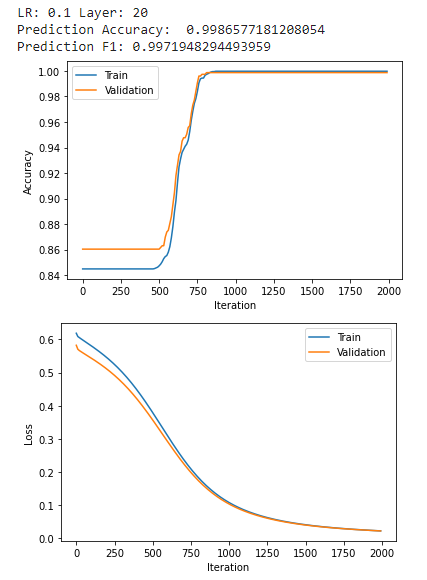 LR: 0.1 Layer: 20
Prediction Accuracy:  0.9986577181208054
Prediction F1: 0.9971948294493959
1.00
0.98
0.96
0.94
0.92
0.90
0.88
0.86
0.84
Accuracy
Train
Validation
0 250 500 750 1000 1250 1500 1750 2000
Iteration
0.6
0.5
0.4
0.3
0.2
0.1
0.0
Loss
Train
Validation
0 250 500 750 1000 1250 1500 1750 2000
Iteration